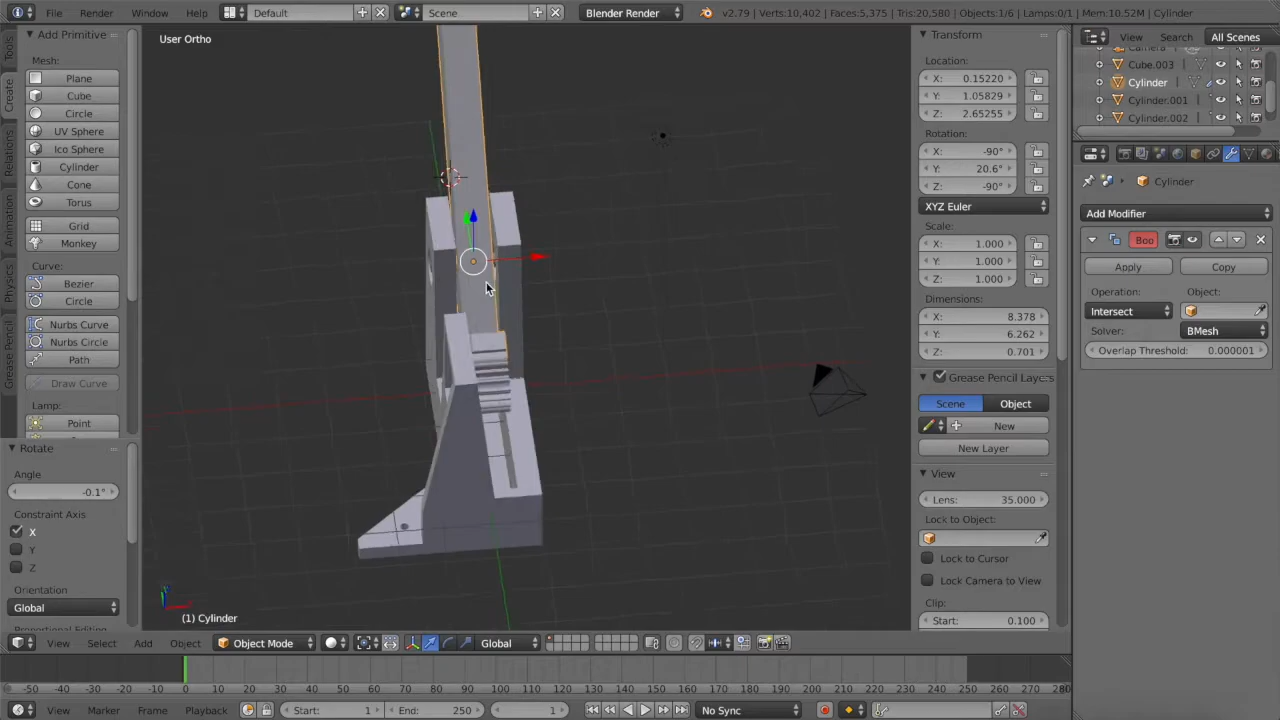 File Render Window Help Default Scene Blender Render v2.79 | Verts:10,402 | Faces:5,375 | Tris:20,580 | Objects:1/6 | Lamps:0/1 | Mem:10.52M | Cylinder
View Search All Scenes
Tools
Create
Relations
Animation
Physics
Grease Pencil
Add Primitive
Mesh:
Plane
Cube
Circle
UV Sphere
Ico Sphere
Cylinder
Cone
Torus
Grid
Monkey
Curve:
Bezier
Circle
Nurbs Curve
Nurbs Circle
Path
Draw Curve
Lamp:
Point
Rotate
Angle
-0.1°
Constraint Axis
X
Y
Z
Orientation
Global
User Ortho
(1) Cylinder
Transform
Location:
X: 0.15220
Y: 1.05829
Z: 2.65255
Rotation:
X: -90°
Y: 20.6°
Z: -90°
XYZ Euler
Scale:
X: 1.000
Y: 1.000
Z: 1.000
Dimensions:
X: 8.378
Y: 6.262
Z: 0.701
Grease Pencil Layers
Scene Object
New
New Layer
View
Lens: 35.000
Lock to Object:
Lock to Cursor
Lock Camera to View
Clip:
Start: 0.100
Camera
Cube.003
Cylinder
Cylinder.001
Cylinder.002
Cylinder
Add Modifier
Boo
Apply Copy
Operation: Object:
Intersect
Solver: BMesh
Overlap Threshold: 0.000001
View Select Add Object Object Mode Global
-50 -40 -30 -20 -10 0 10 20 30 40 50 60 70 80 90 100 110 120 130 140 150 160 170 180 190 200 210 220 230 240 250 260 270 280
View Marker Frame Playback Start: 1 End: 250 1 No Sync